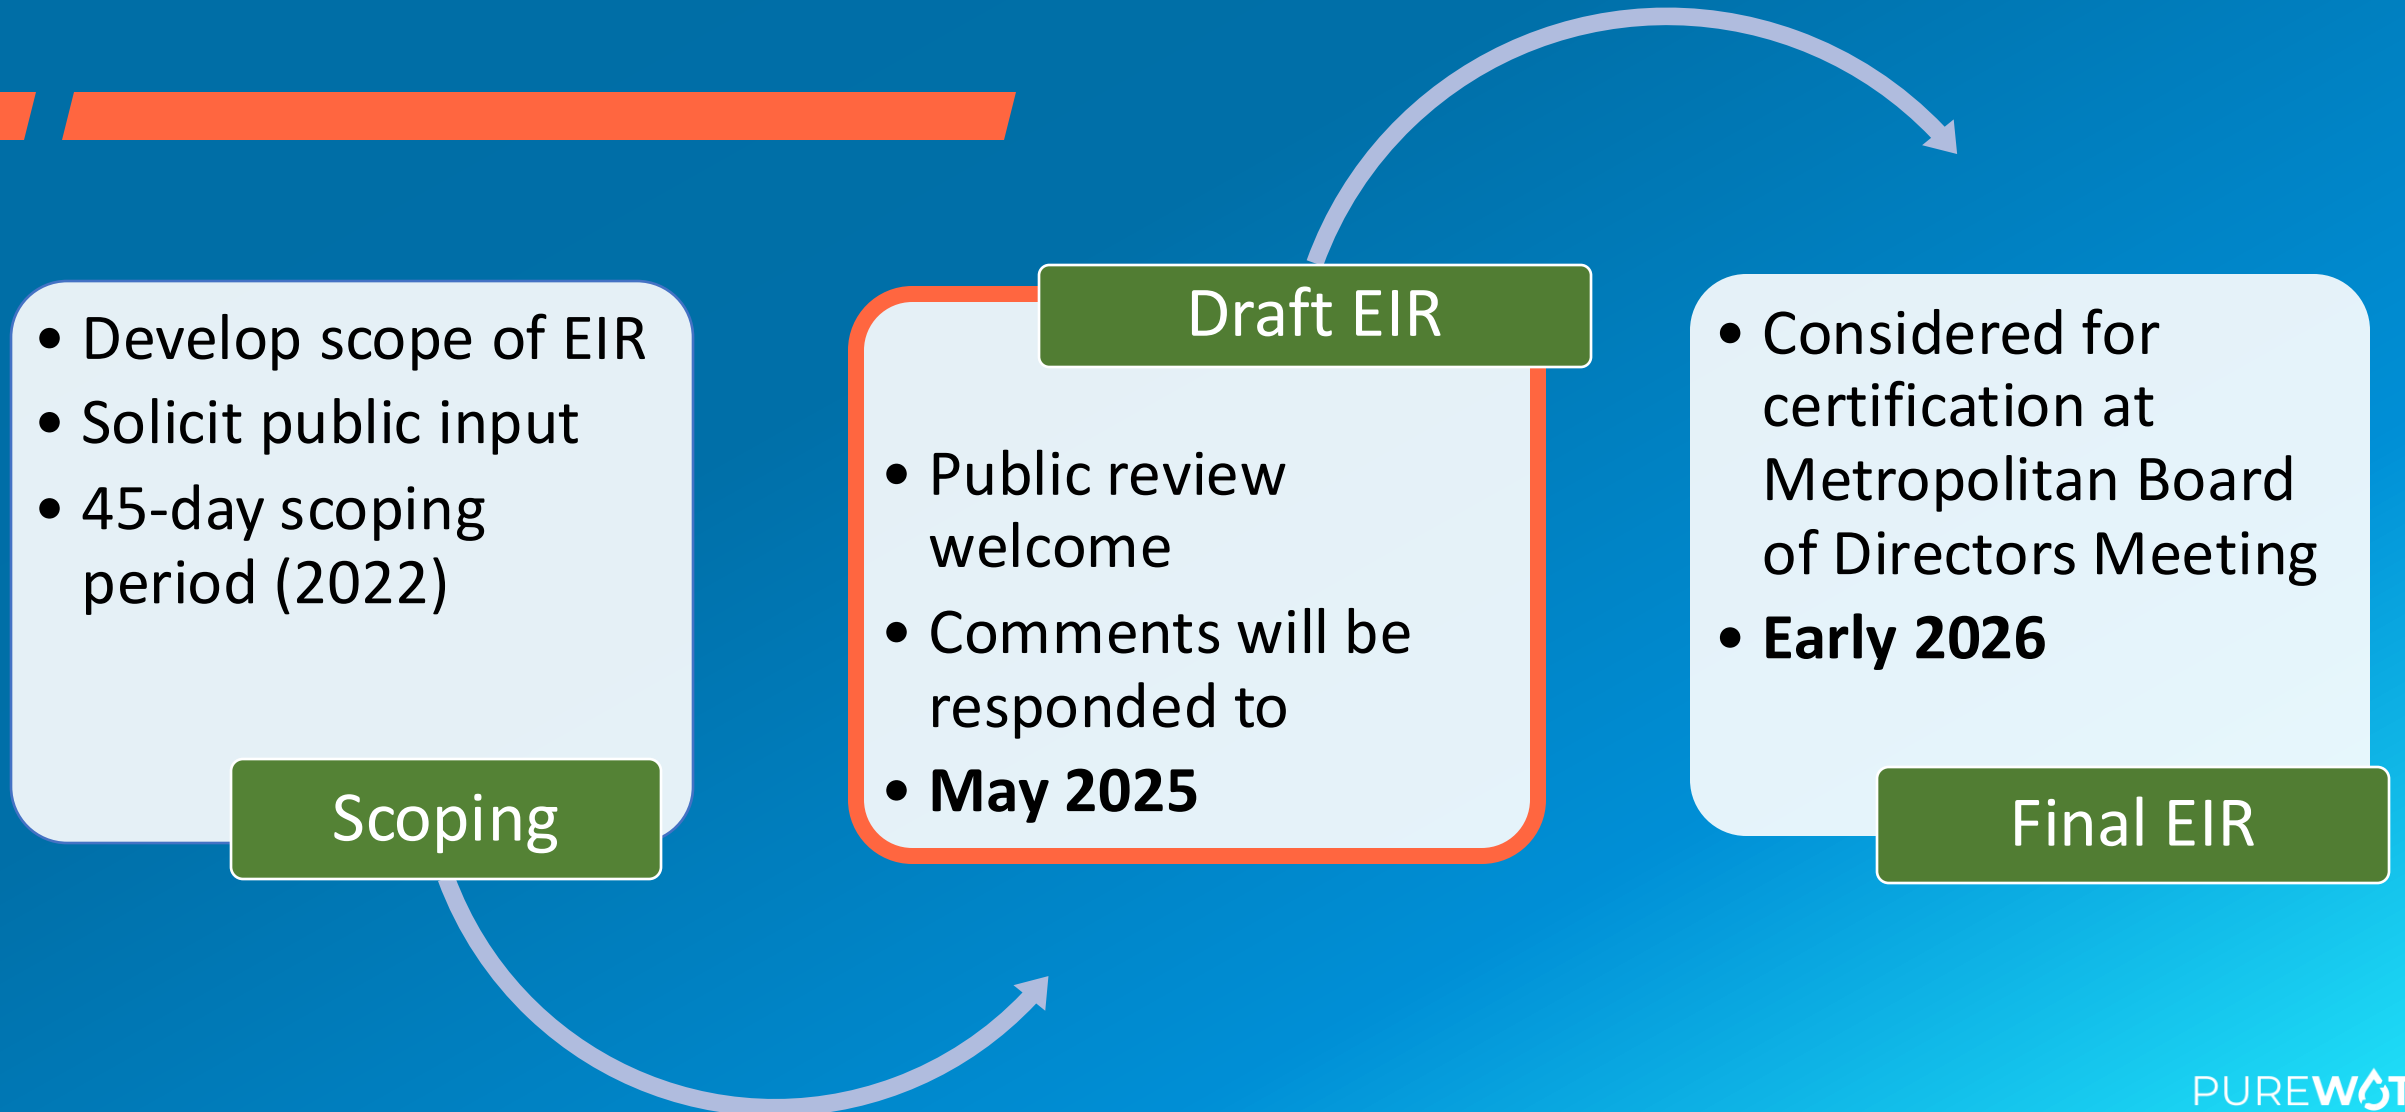 • Develop scope of EIR
• Solicit public input
• 45-day scoping
period (2022)
Scoping
Draft EIR
• Public review
welcome
• Comments will be
responded to
• May 2025
• Considered for
certification at
Metropolitan Board
of Directors Meeting
• Early 2026
Final EIR
PUREWAT